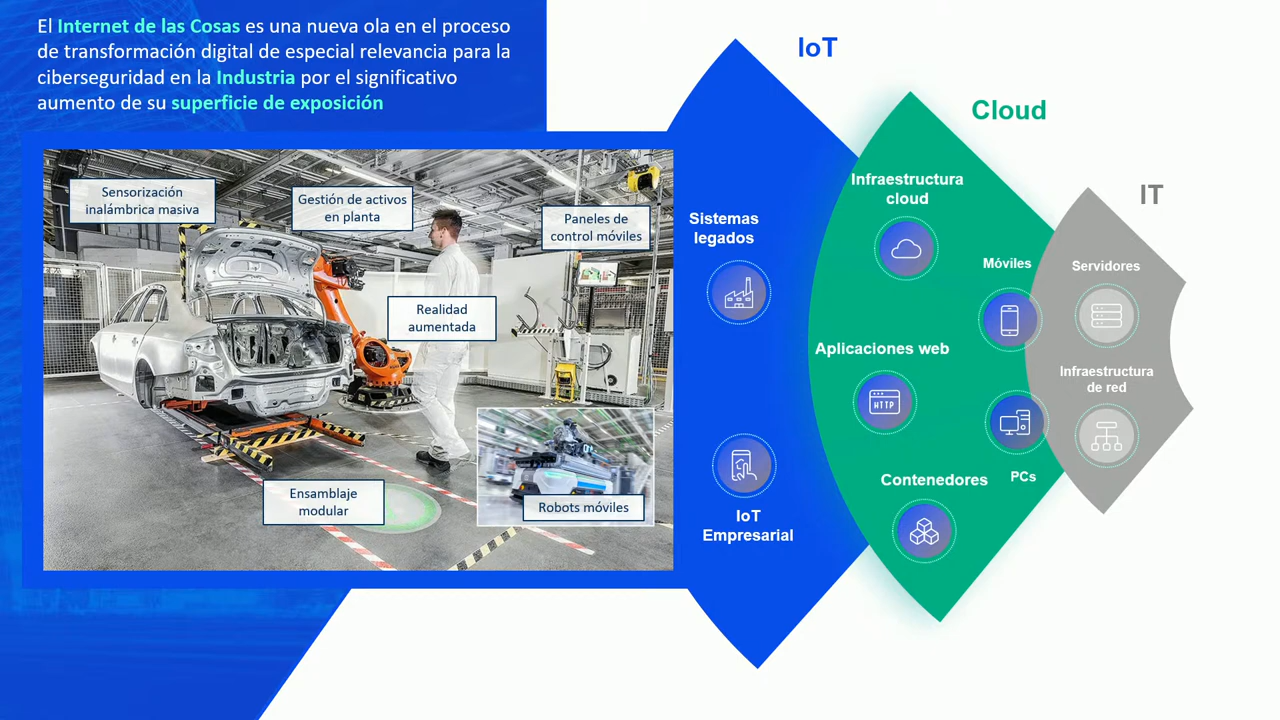 El Internet de las Cosas es una nueva ola en el proceso
de transformación digital de especial relevancia para la
ciberseguridad en la Industria por el significativo
aumento de su superficie de exposición
Sensorización
inalámbrica masiva
Gestión de activos
en planta
Paneles de
control móviles
Realidad
aumentada
Ensamblaje
modular
Robots móviles
IoT
Sistemas
legados
IoT
Empresarial
Cloud
Infraestructura
cloud
Móviles
Aplicaciones web
HTTP
Contenedores
PCs
IT
Servidores
Infraestructura
de red